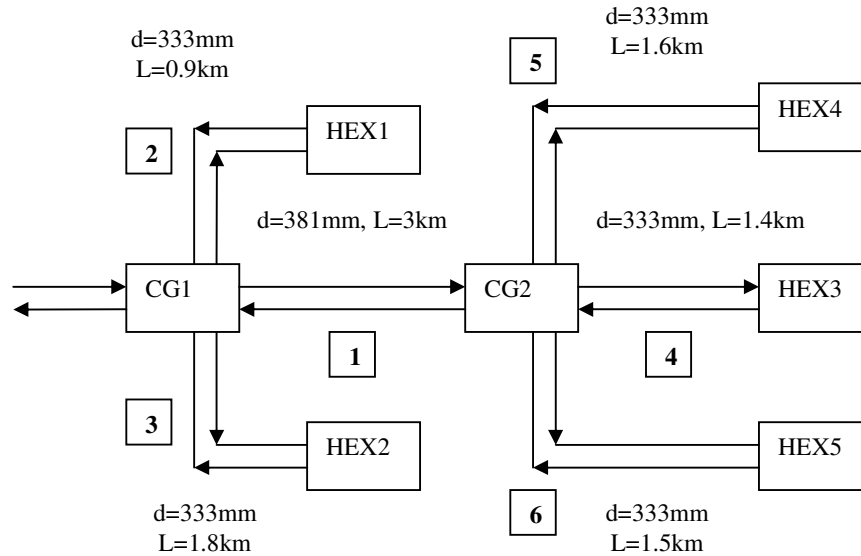 d=333mm
L=0.9km
d=333mm
L=1.6km
5
HEX4
HEX1
2
d=381mm, L=3km
d=333mm, L=1.4km
CG1
CG2
HEX3
1
4
3
HEX2
HEX5
d=333mm
L=1.8km
6
d=333mm
L=1.5km